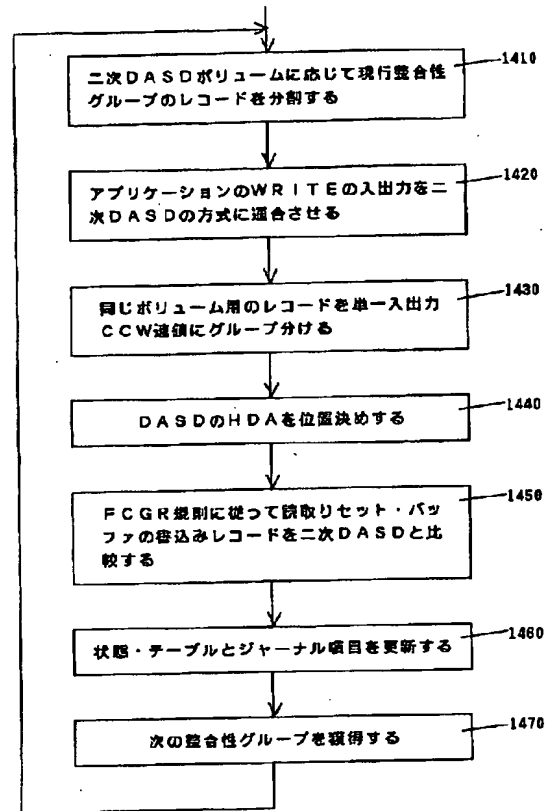 二次DASDボリュームに応じて現行整合性
グループのレコードを分割する
1410
アプリケーションのWRITEの入出力を二
次DASDの方式に適合させる
1420
同じボリューム用のレコードを単一入出力
CCW連鎖にグループ分けする
1430
DASDのHDAを位置決めする
1440
FCGR規則に従って読取りセット・バッ
ファの書込みレコードを二次DASDと比
較する
1450
状態・テーブルとジャーナル項目を更新する
1460
次の整合性グループを獲得する
1470